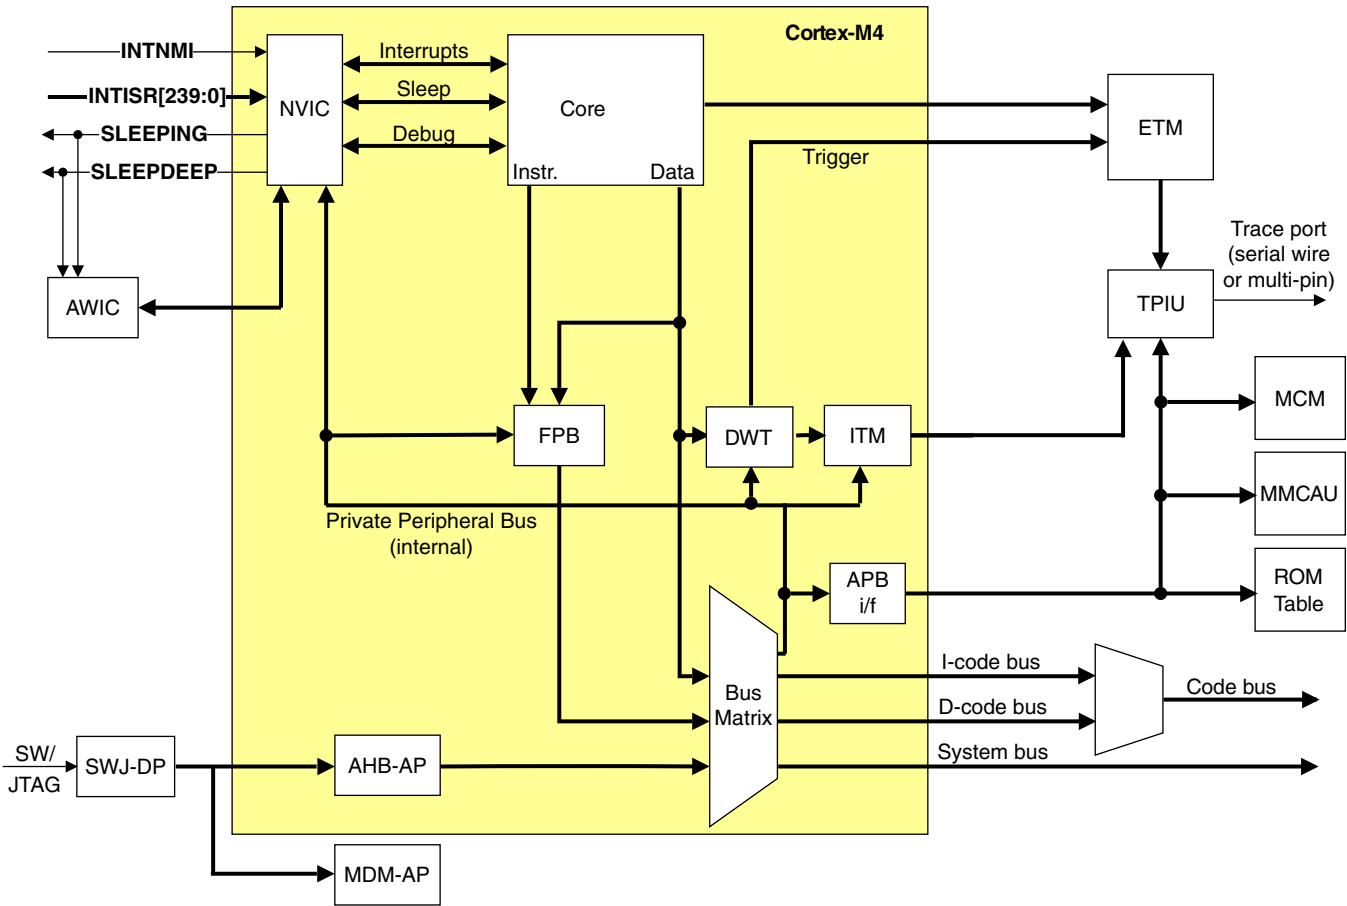 Cortex-M4
INTNMI
INTISR[239:0]
SLEEPING
SLEEPDEEP
NVIC
Interrupts
Sleep
Debug
Core
Instr.
Data
ETM
Trigger
Trace port
(serial wire
or multi-pin)
AWIC
TPIU
MCM
FPB
DWT
ITM
MMCAU
Private Peripheral Bus
(internal)
APB
i/f
ROM
Table
I-code bus
Code bus
Bus
Matrix
D-code bus
System bus
SW/
JTAG
SWJ-DP
AHB-AP
MDM-AP